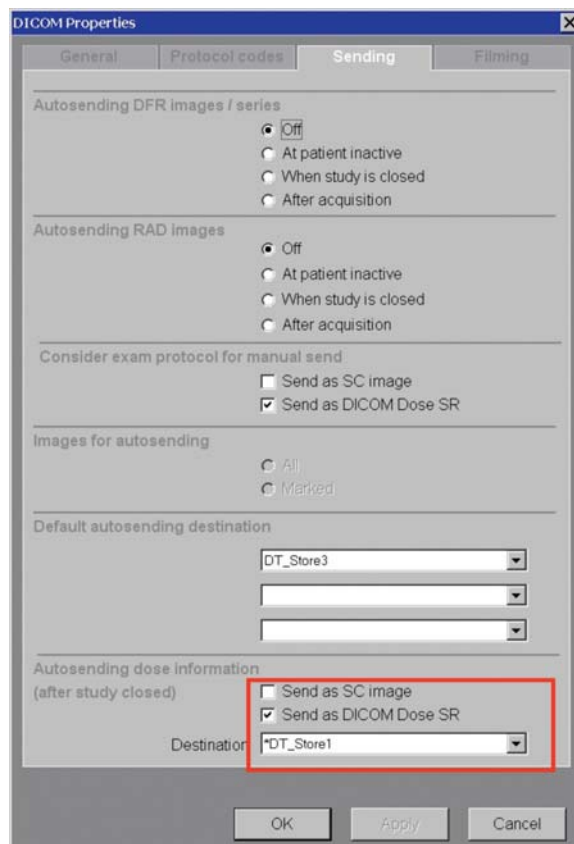 DICOM Properties
General Protocol codes Sending Filming
Autosending DFR images / series
Off
At patient inactive
When study is closed
After acquisition
Autosending RAD images
Off
At patient inactive
When study is closed
After acquisition
Consider exam protocol for manual send
Send as SC image
Send as DICOM Dose SR
Images for autosending
All
Marked
Default autosending destination
DT_Store3
Autosending dose information
(after study closed) Send as SC image
Send as DICOM Dose SR
Destination *DT_Store1
OK Apply Cancel